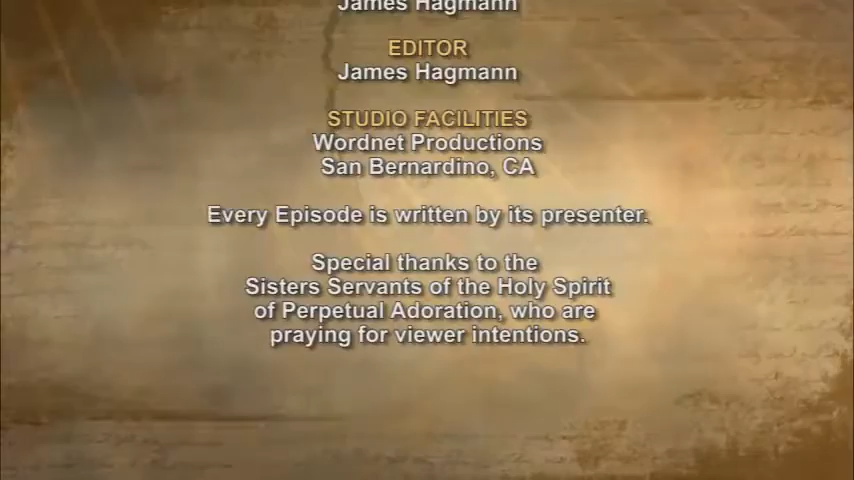 James Hagmann
EDITOR
James Hagmann
STUDIO FACILITIES
Wordnet Productions
San Bernardino, CA
Every Episode is written by its presenter.
Special thanks to the
Sisters Servants of the Holy Spirit
of Perpetual Adoration, who are
praying for viewer intentions.